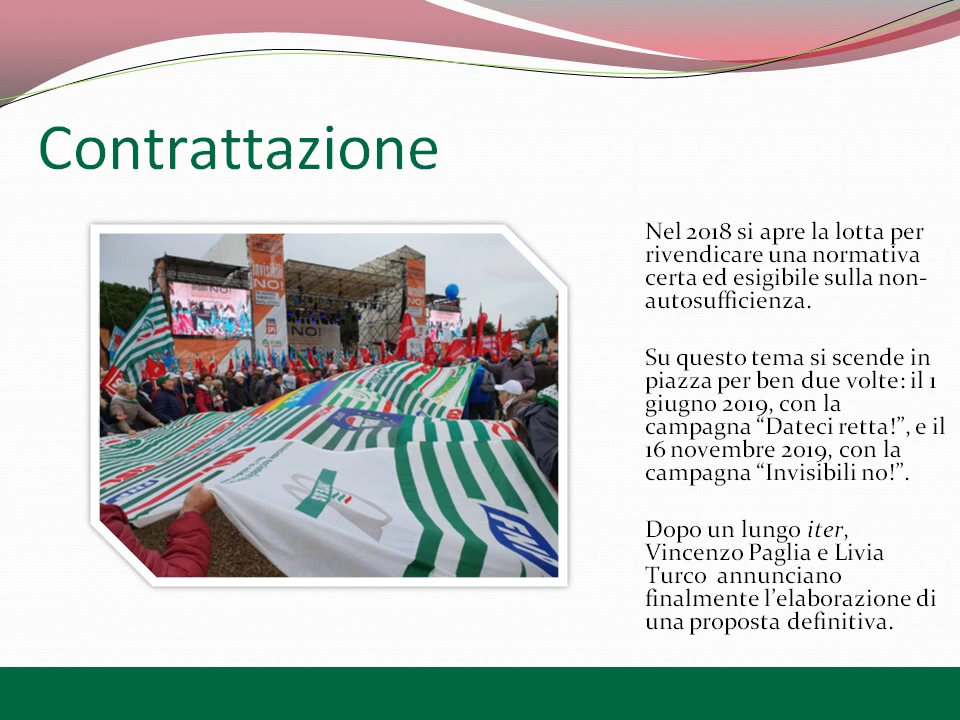 Contrattazione
Nel 2018 si apre la lotta per
rivendicare una normativa
certa ed esigibile sulla non-
autosufficienza.
Su questo tema si scende in
piazza per ben due volte: il 1
giugno 2019, con la
campagna “Dateci retta!”, e il
16 novembre 2019, con la
campagna “Invisibili no!”.
Dopo un lungo iter,
Vincenzo Paglia e Livia
Turco annunciano
finalmente l’elaborazione di
una proposta definitiva.
invisibili
NO!
NO!